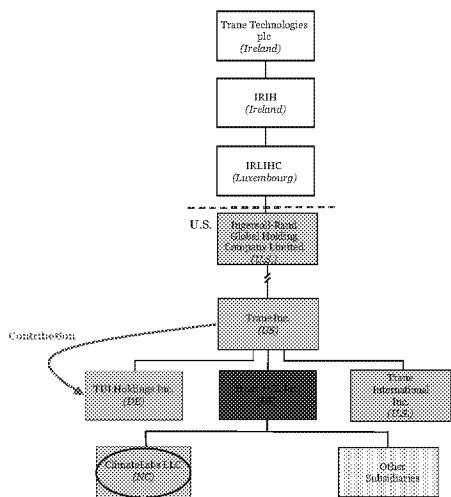 Trane Technologies
plc
(Ireland)
IRIH
(Ireland)
IRLIHC
(Luxembourg)
U.S.
Ingersoll-Rand
Global Holding
Company Limited
(U.S.)
Trane Inc.
(US)
Contribution
TUI Holdings Inc.
(DE)
Trane
International
Inc.
(U.S.)
ClimateLabs LLC
(NC)
Other
Subsidiaries